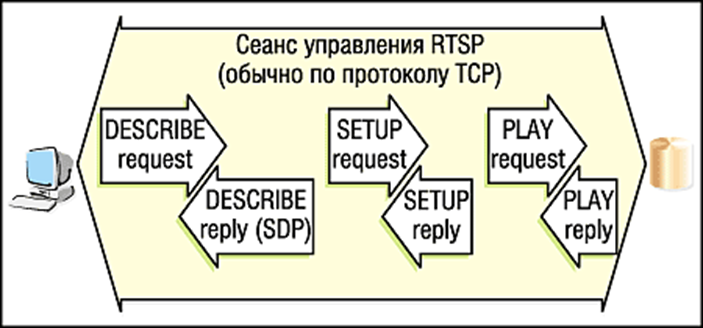 Сеанс управления RTSP
(обычно по протоколу TCP)
DESCRIBE
request
DESCRIBE
reply (SDP)
SETUP
request
SETUP
reply
PLAY
request
PLAY
reply